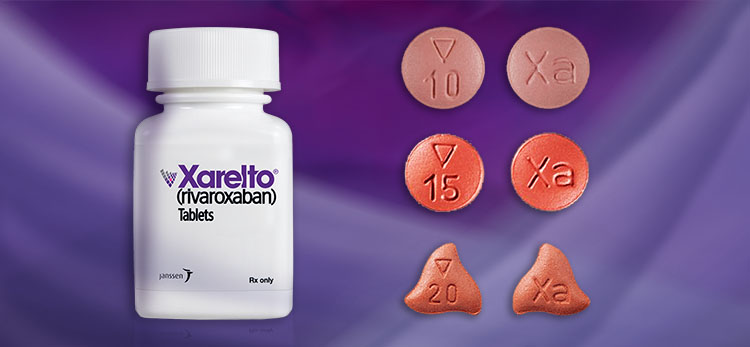 Xarelto®
(rivaroxaban)
Tablets
janssen
Rx only
10
Xa
15
Xa
20
Xa